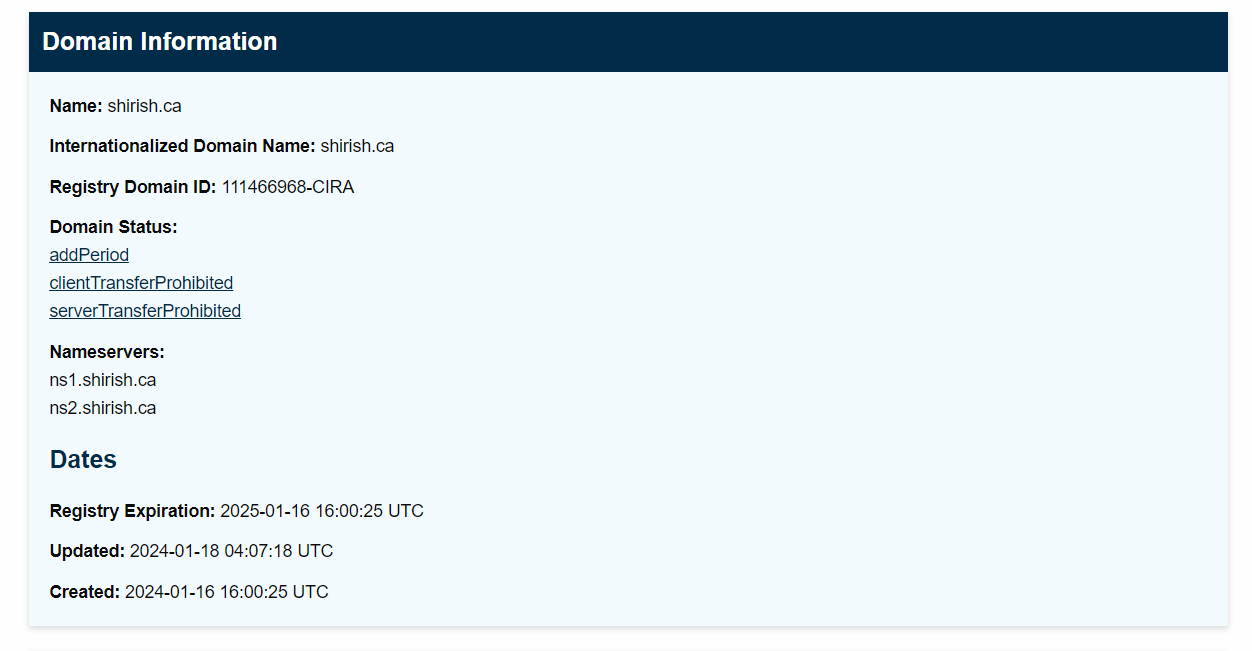 Domain Information
Name: shirish.ca
Internationalized Domain Name: shirish.ca
Registry Domain ID: 111466968-CIRA
Domain Status:
addPeriod
clientTransferProhibited
serverTransferProhibited
Nameservers:
ns1.shirish.ca
ns2.shirish.ca
Dates
Registry Expiration: 2025-01-16 16:00:25 UTC
Updated: 2024-01-18 04:07:18 UTC
Created: 2024-01-16 16:00:25 UTC